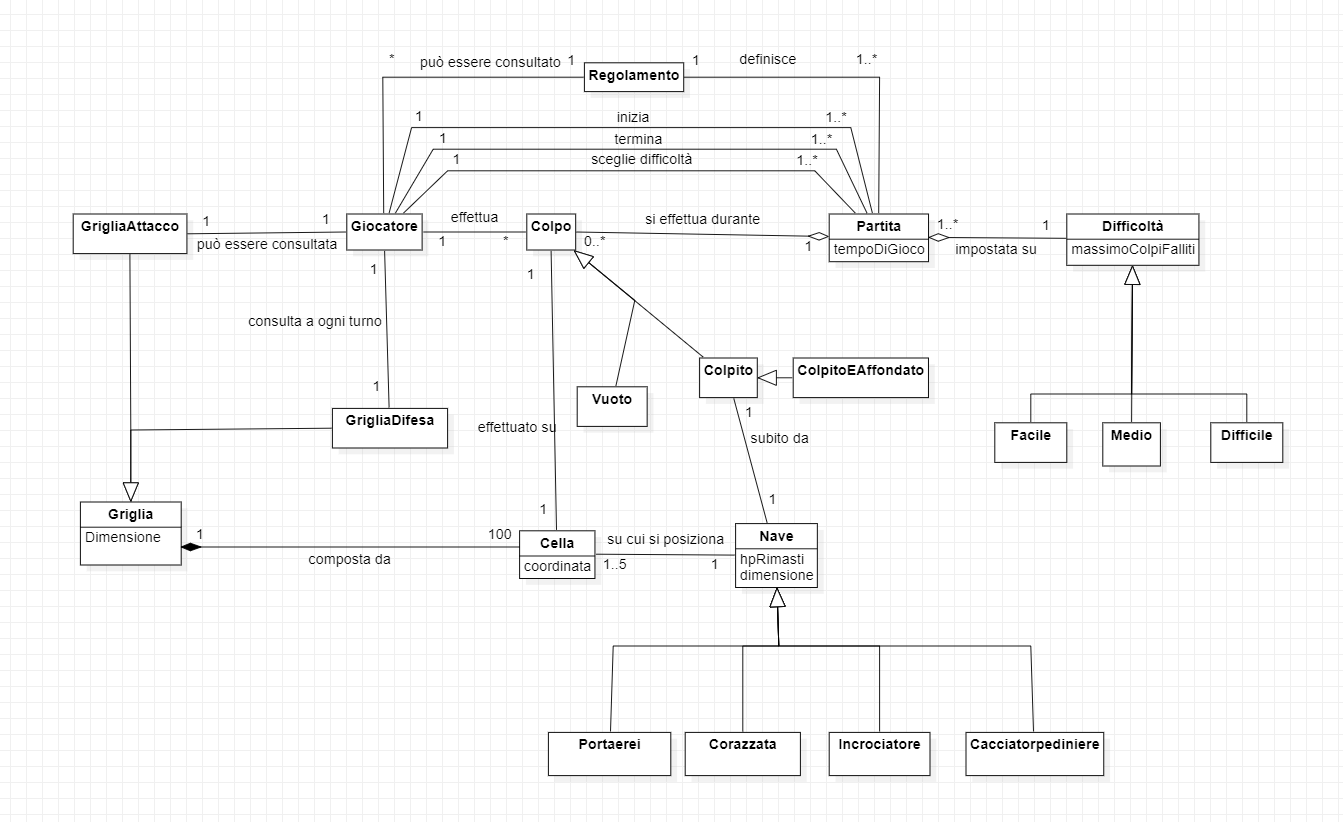 * può essere consultato 1
Regolamento
1 definisce 1..*
1 inizia 1..*
1 termina 1..*
1 sceglie difficoltà 1..*
GrigliaAttacco
1 1
può essere consultata
Giocatore
effettua
1 *
Colpo
si effettua durante
0..* 1
Partita
tempoDiGioco
1..* 1
impostata su
Difficoltà
massimoColpiFalliti
1
consulta a ogni turno
1
GrigliaDifesa
1
effettuato su
1
Vuoto
Colpito
ColpitoEAffondato
1
subito da
1
Facile
Medio
Difficile
Griglia
Dimensione
1 100
composta da
Cella
coordinata
su cui si posiziona
1..5 1
Nave
hpRimasti
dimensione
Portaerei
Corazzata
Incrociatore
Cacciatorpediniere